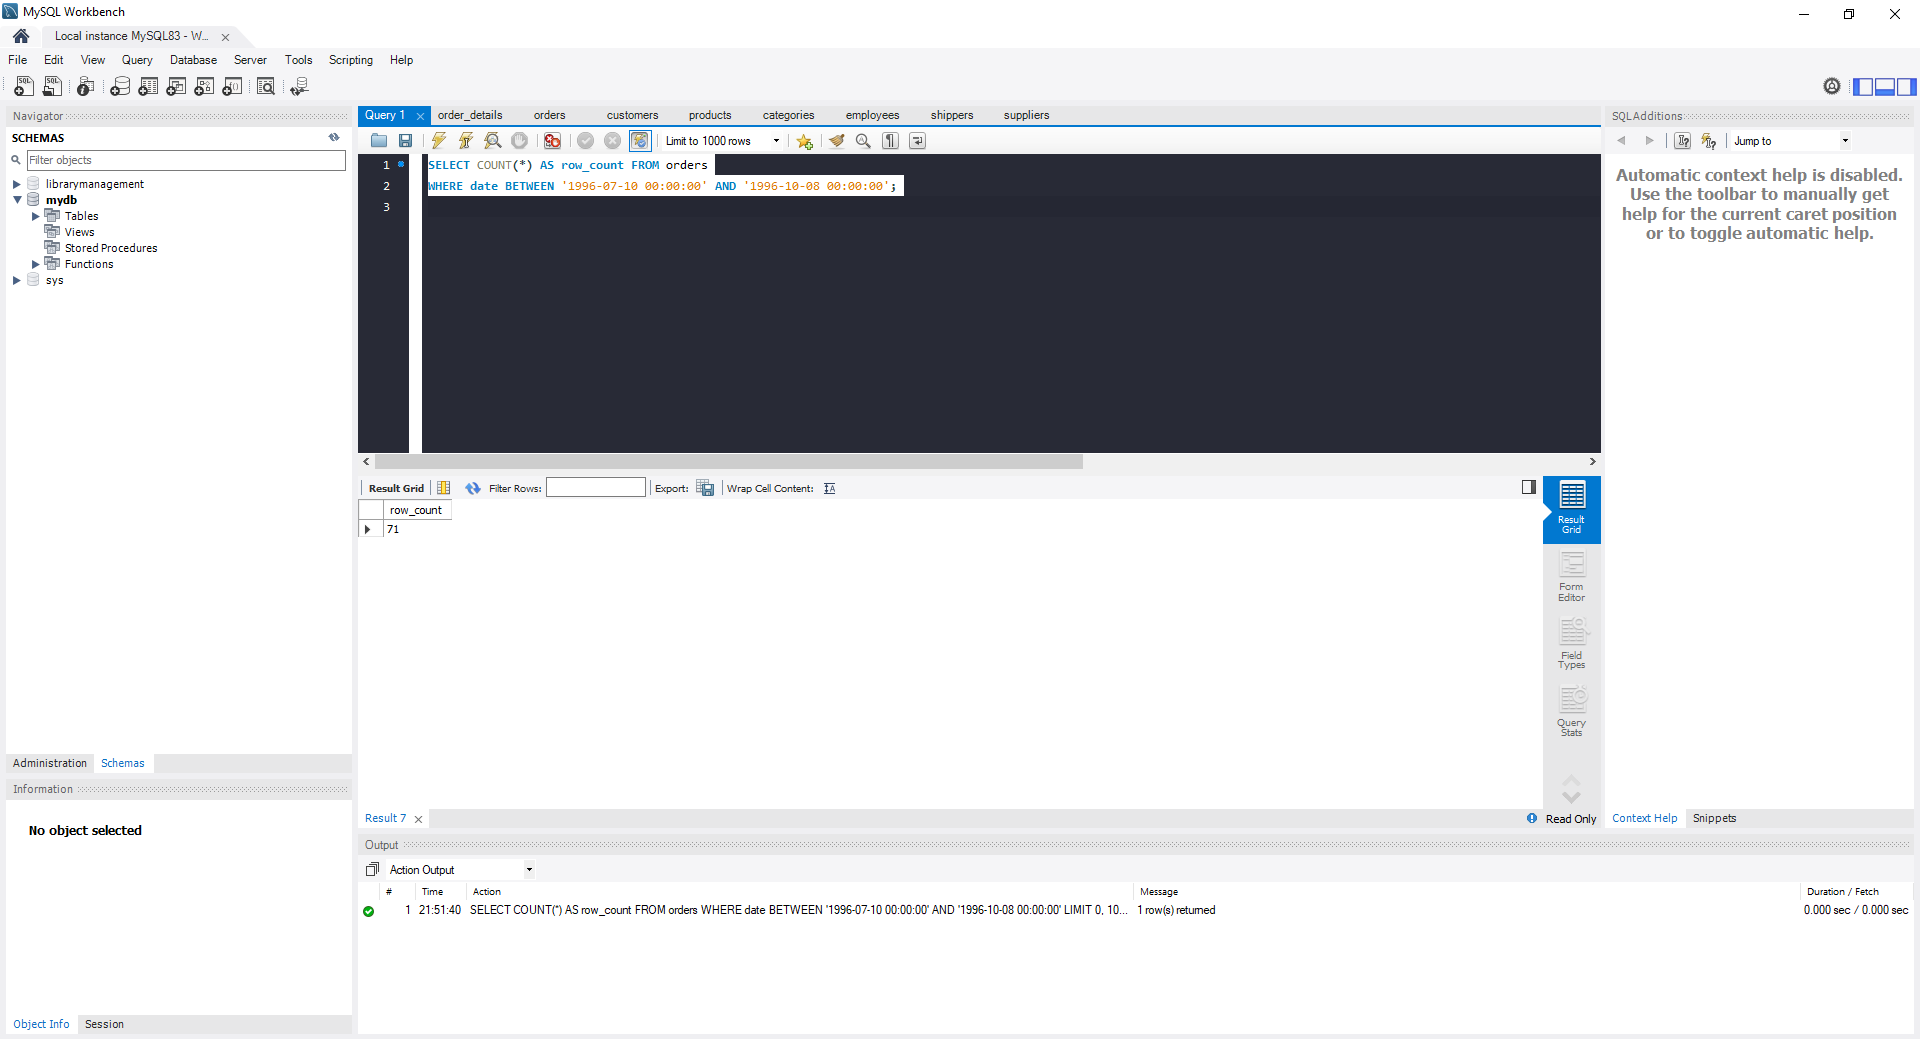 MySQL Workbench
Local instance MySQL83 - W...
File Edit View Query Database Server Tools Scripting Help
Navigator
SCHEMAS
Filter objects
librarymanagement
mydb
Tables
Views
Stored Procedures
Functions
sys
Administration Schemas
Information
No object selected
Object Info Session
Query 1 order_details orders customers products categories employees shippers suppliers
Limit to 1000 rows
1 SELECT COUNT(*) AS row_count FROM orders
2 WHERE date BETWEEN '1996-07-10 00:00:00' AND '1996-10-08 00:00:00';
3
Result Grid Filter Rows: Export: Wrap Cell Content:
row_count
71
Result Grid
Form Editor
Field Types
Query Stats
Result 7 Read Only
Output
Action Output
# Time Action Message Duration / Fetch
1 21:51:40 SELECT COUNT(*) AS row_count FROM orders WHERE date BETWEEN '1996-07-10 00:00:00' AND '1996-10-08 00:00:00' LIMIT 0, 10... 1 row(s) returned 0.000 sec / 0.000 sec
SQLAdditions
Jump to
Automatic context help is disabled.
Use the toolbar to manually get
help for the current caret position
or to toggle automatic help.
Context Help Snippets